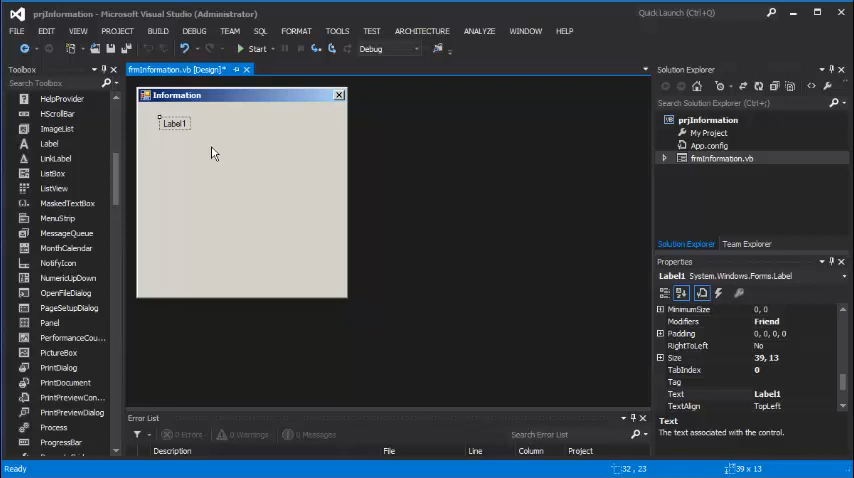 prjInformation - Microsoft Visual Studio (Administrator)
Quick Launch (Ctrl+;)
FILE EDIT VIEW PROJECT BUILD DEBUG TEAM SQL FORMAT TOOLS TEST ARCHITECTURE ANALYZE WINDOW HELP
Start
Debug
Toolbox
Search Toolbox
HelpProvider
HScrollBar
ImageList
Label
LinkLabel
ListBox
ListView
MaskedTextBox
MenuStrip
MessageQueue
MonthCalendar
NotifyIcon
NumericUpDown
OpenFileDialog
PageSetupDialog
Panel
PerformanceCou...
PictureBox
PrintDialog
PrintDocument
PrintPreviewCon...
PrintPreviewDialog
Process
ProgressBar
frmInformation.vb [Design]*
Information
Label1
Error List
0 Errors 0 Warnings 0 Messages
Search Error List
Description File Line Column Project
Solution Explorer
Search Solution Explorer (Ctrl+;)
prjInformation
My Project
App.config
frmInformation.vb
Solution Explorer Team Explorer
Properties
Label1 System.Windows.Forms.Label
MinimumSize 0, 0
Modifiers Friend
Padding 0, 0, 0, 0
RightToLeft No
Size 39, 13
TabIndex 0
Tag
Text Label1
TextAlign TopLeft
Text
The text associated with the control.
Ready
32 , 23
39 x 13